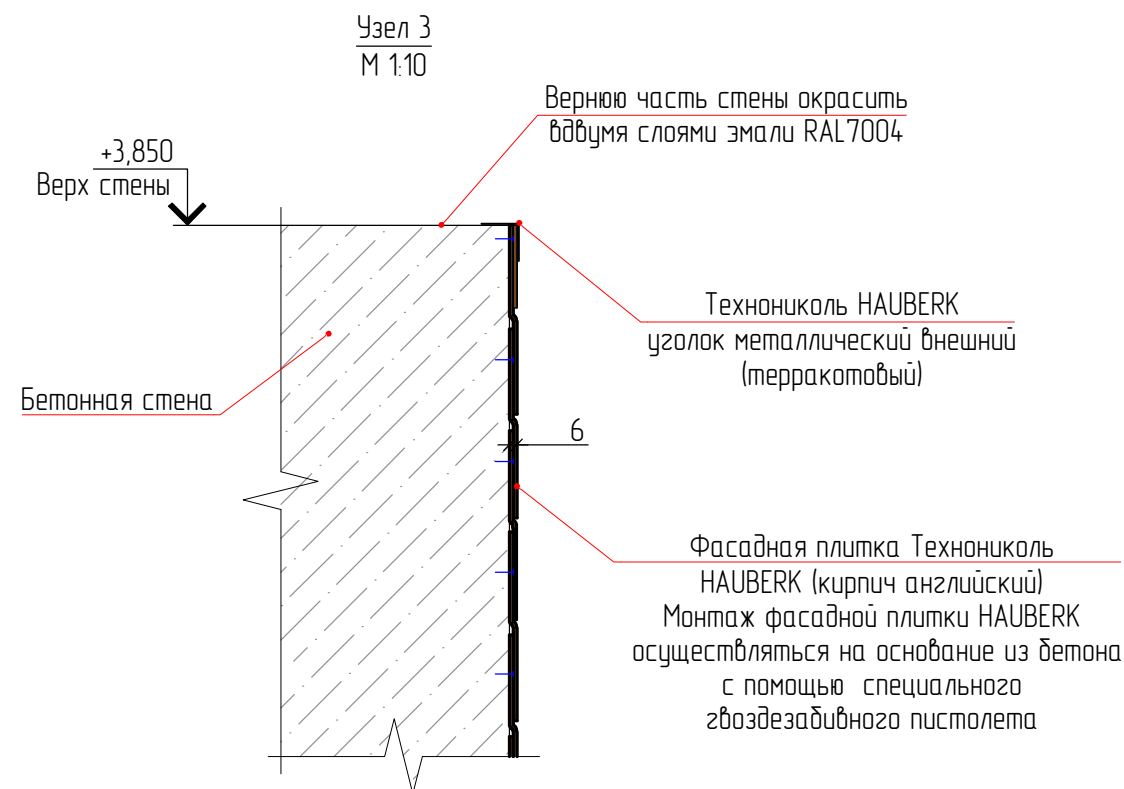 Узел 3
М 1:10
Вернюю часть стены окрасить
вдвумя слоями эмали RAL7004
+3,850
Верх стены
Технониколь HAUBERK
уголок металлический внешний
(терракотовый)
Бетонная стена
6
Фасадная плитка Технониколь
HAUBERK (кирпич английский)
Монтаж фасадной плитки HAUBERK
осуществляться на основание из бетона
с помощью специального
гвоздезабивного пистолета